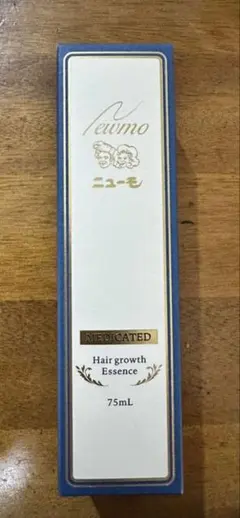 Newmo
ニューモ
MEDICATED
Hair growth
Essence
75mL